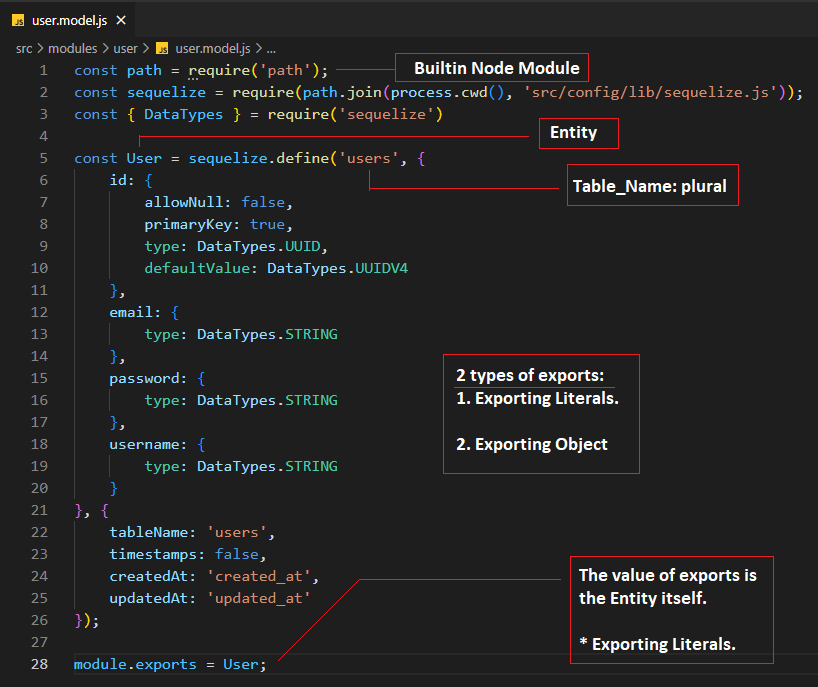 JS user.model.js ×
src > modules > user > JS user.model.js > ...
1 const path = require('path');
Builtin Node Module
2 const sequelize = require(path.join(process.cwd(), 'src/config/lib/sequelize.js'));
3 const { DataTypes } = require('sequelize')
4
Entity
5 const User = sequelize.define('users', {
6 id: {
Table_Name: plural
7 allowNull: false,
8 primaryKey: true,
9 type: DataTypes.UUID,
10 defaultValue: DataTypes.UUIDV4
11 },
12 email: {
13 type: DataTypes.STRING
14 },
15 password: {
16 type: DataTypes.STRING
17 },
18 username: {
19 type: DataTypes.STRING
20 }
2 types of exports:
1. Exporting Literals.
2. Exporting Object
21 }, {
22 tableName: 'users',
23 timestamps: false,
24 createdAt: 'created_at',
25 updatedAt: 'updated_at'
26 });
27
28 module.exports = User;
The value of exports is
the Entity itself.
* Exporting Literals.